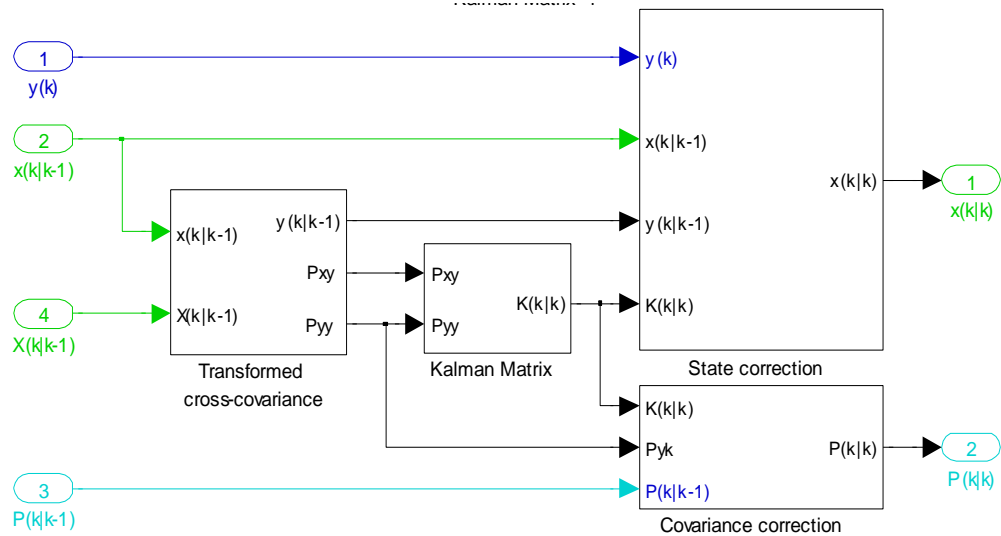 1
y(k)
2
x(k|k-1)
4
X(k|k-1)
3
P(k|k-1)
x(k|k-1)
X(k|k-1)
y(k|k-1)
Pxy
Pyy
Transformed
cross-covariance
Pxy
Pyy
K(k|k)
Kalman Matrix
y(k)
x(k|k-1)
y(k|k-1)
K(k|k)
x(k|k)
State correction
K(k|k)
Pyk
P(k|k-1)
P(k|k)
Covariance correction
1
x(k|k)
2
P(k|k)